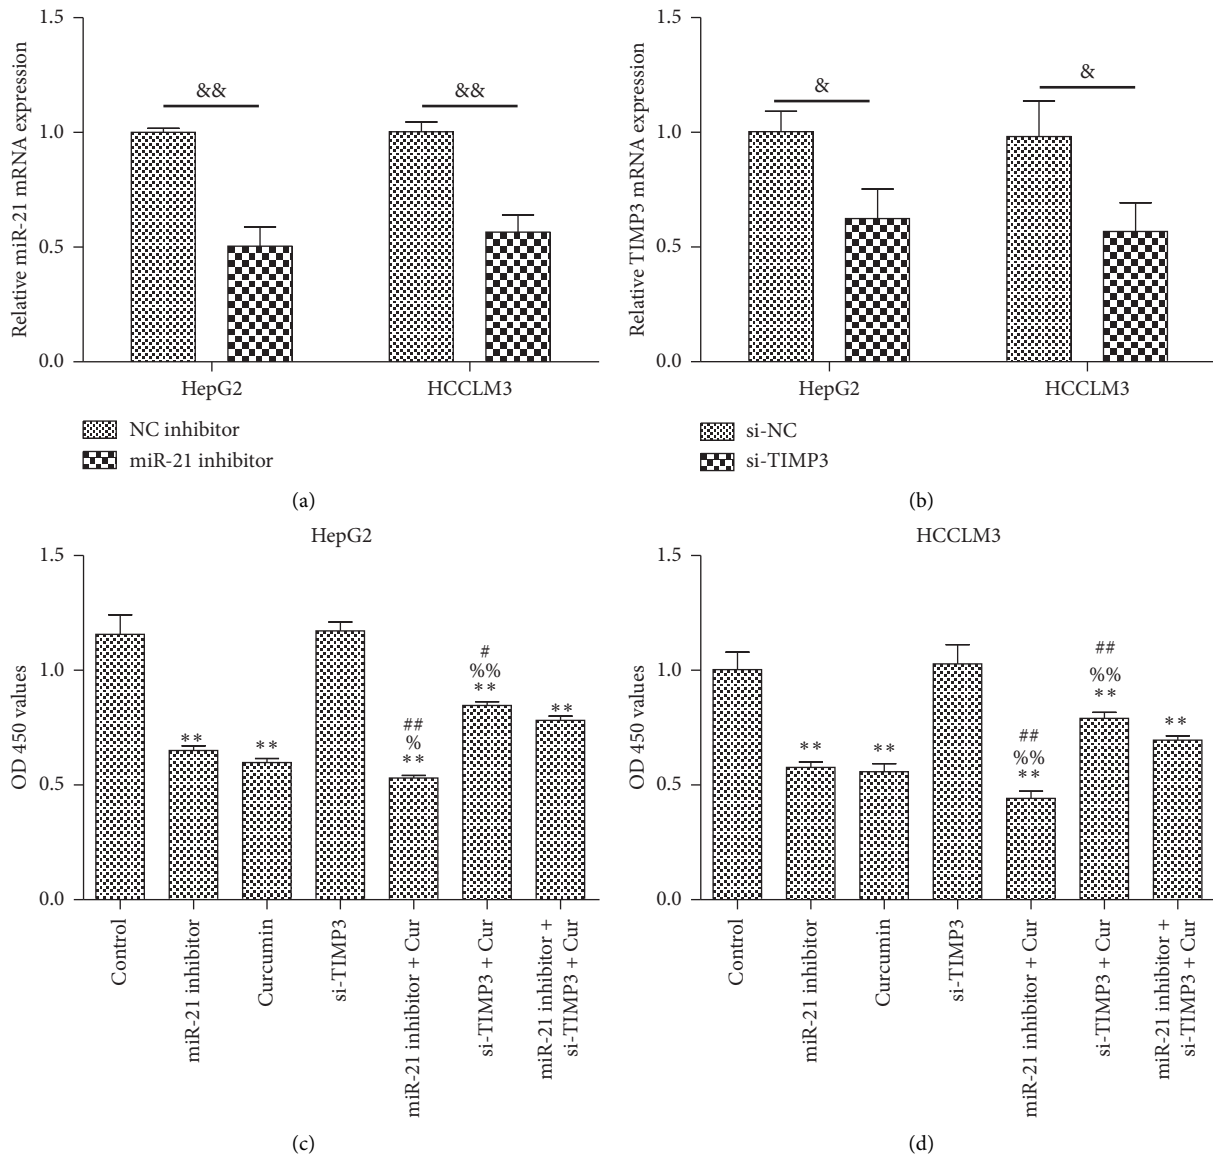 Relative miR-21 mRNA expression
1.5
1.0
0.5
0.0
&&
&&
HepG2
HCCLM3
NC inhibitor
miR-21 inhibitor
(a)
Relative TIMP3 mRNA expression
1.5
1.0
0.5
0.0
&
&
HepG2
HCCLM3
si-NC
si-TIMP3
(b)
HepG2
OD 450 values
1.5
1.0
0.5
0.0
**
**
##
%
**
#
%%
**
**
Control
miR-21 inhibitor
Curcumin
si-TIMP3
miR-21 inhibitor + Cur
si-TIMP3 + Cur
miR-21 inhibitor +
si-TIMP3 + Cur
(c)
HCCLM3
OD 450 values
1.5
1.0
0.5
0.0
**
**
##
%%
**
##
%%
**
**
Control
miR-21 inhibitor
Curcumin
si-TIMP3
miR-21 inhibitor + Cur
si-TIMP3 + Cur
miR-21 inhibitor +
si-TIMP3 + Cur
(d)